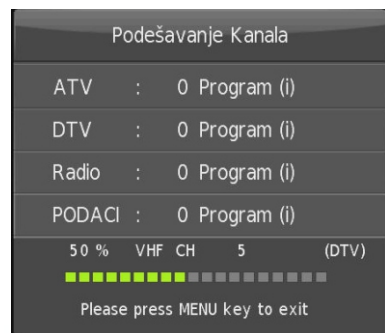 Podešavanje Kanala
ATV : 0 Program (i)
DTV : 0 Program (i)
Radio : 0 Program (i)
PODACI : 0 Program (i)
50 % VHF CH 5 (DTV)
Please press MENU key to exit